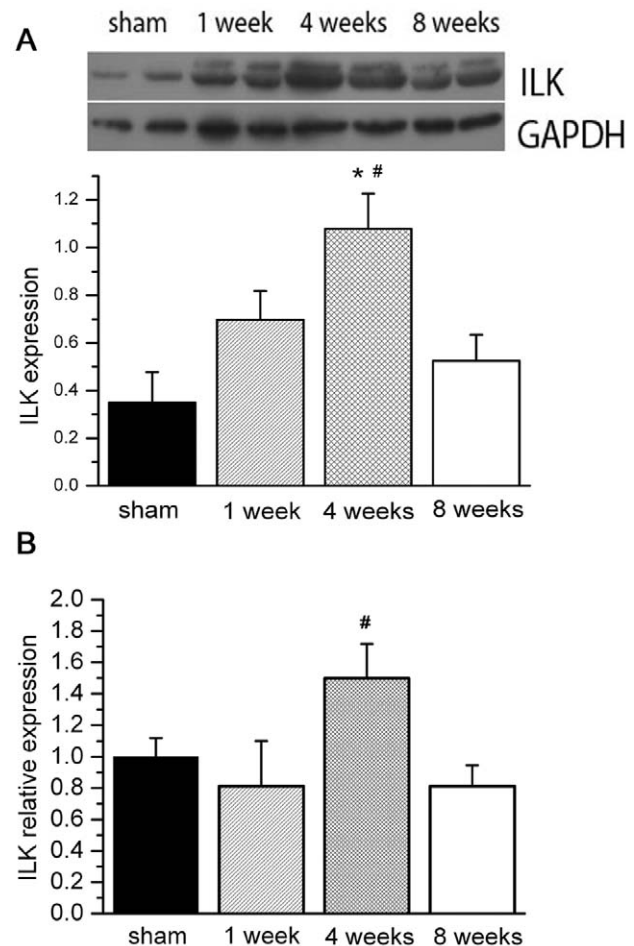 A
sham 1 week 4 weeks 8 weeks
ILK
GAPDH
* #
1.2
1.0
0.8
0.6
0.4
0.2
0.0
ILK expression
sham 1 week 4 weeks 8 weeks
B
#
2.0
1.8
1.6
1.4
1.2
1.0
0.8
0.6
0.4
0.2
0.0
ILK relative expression
sham 1 week 4 weeks 8 weeks